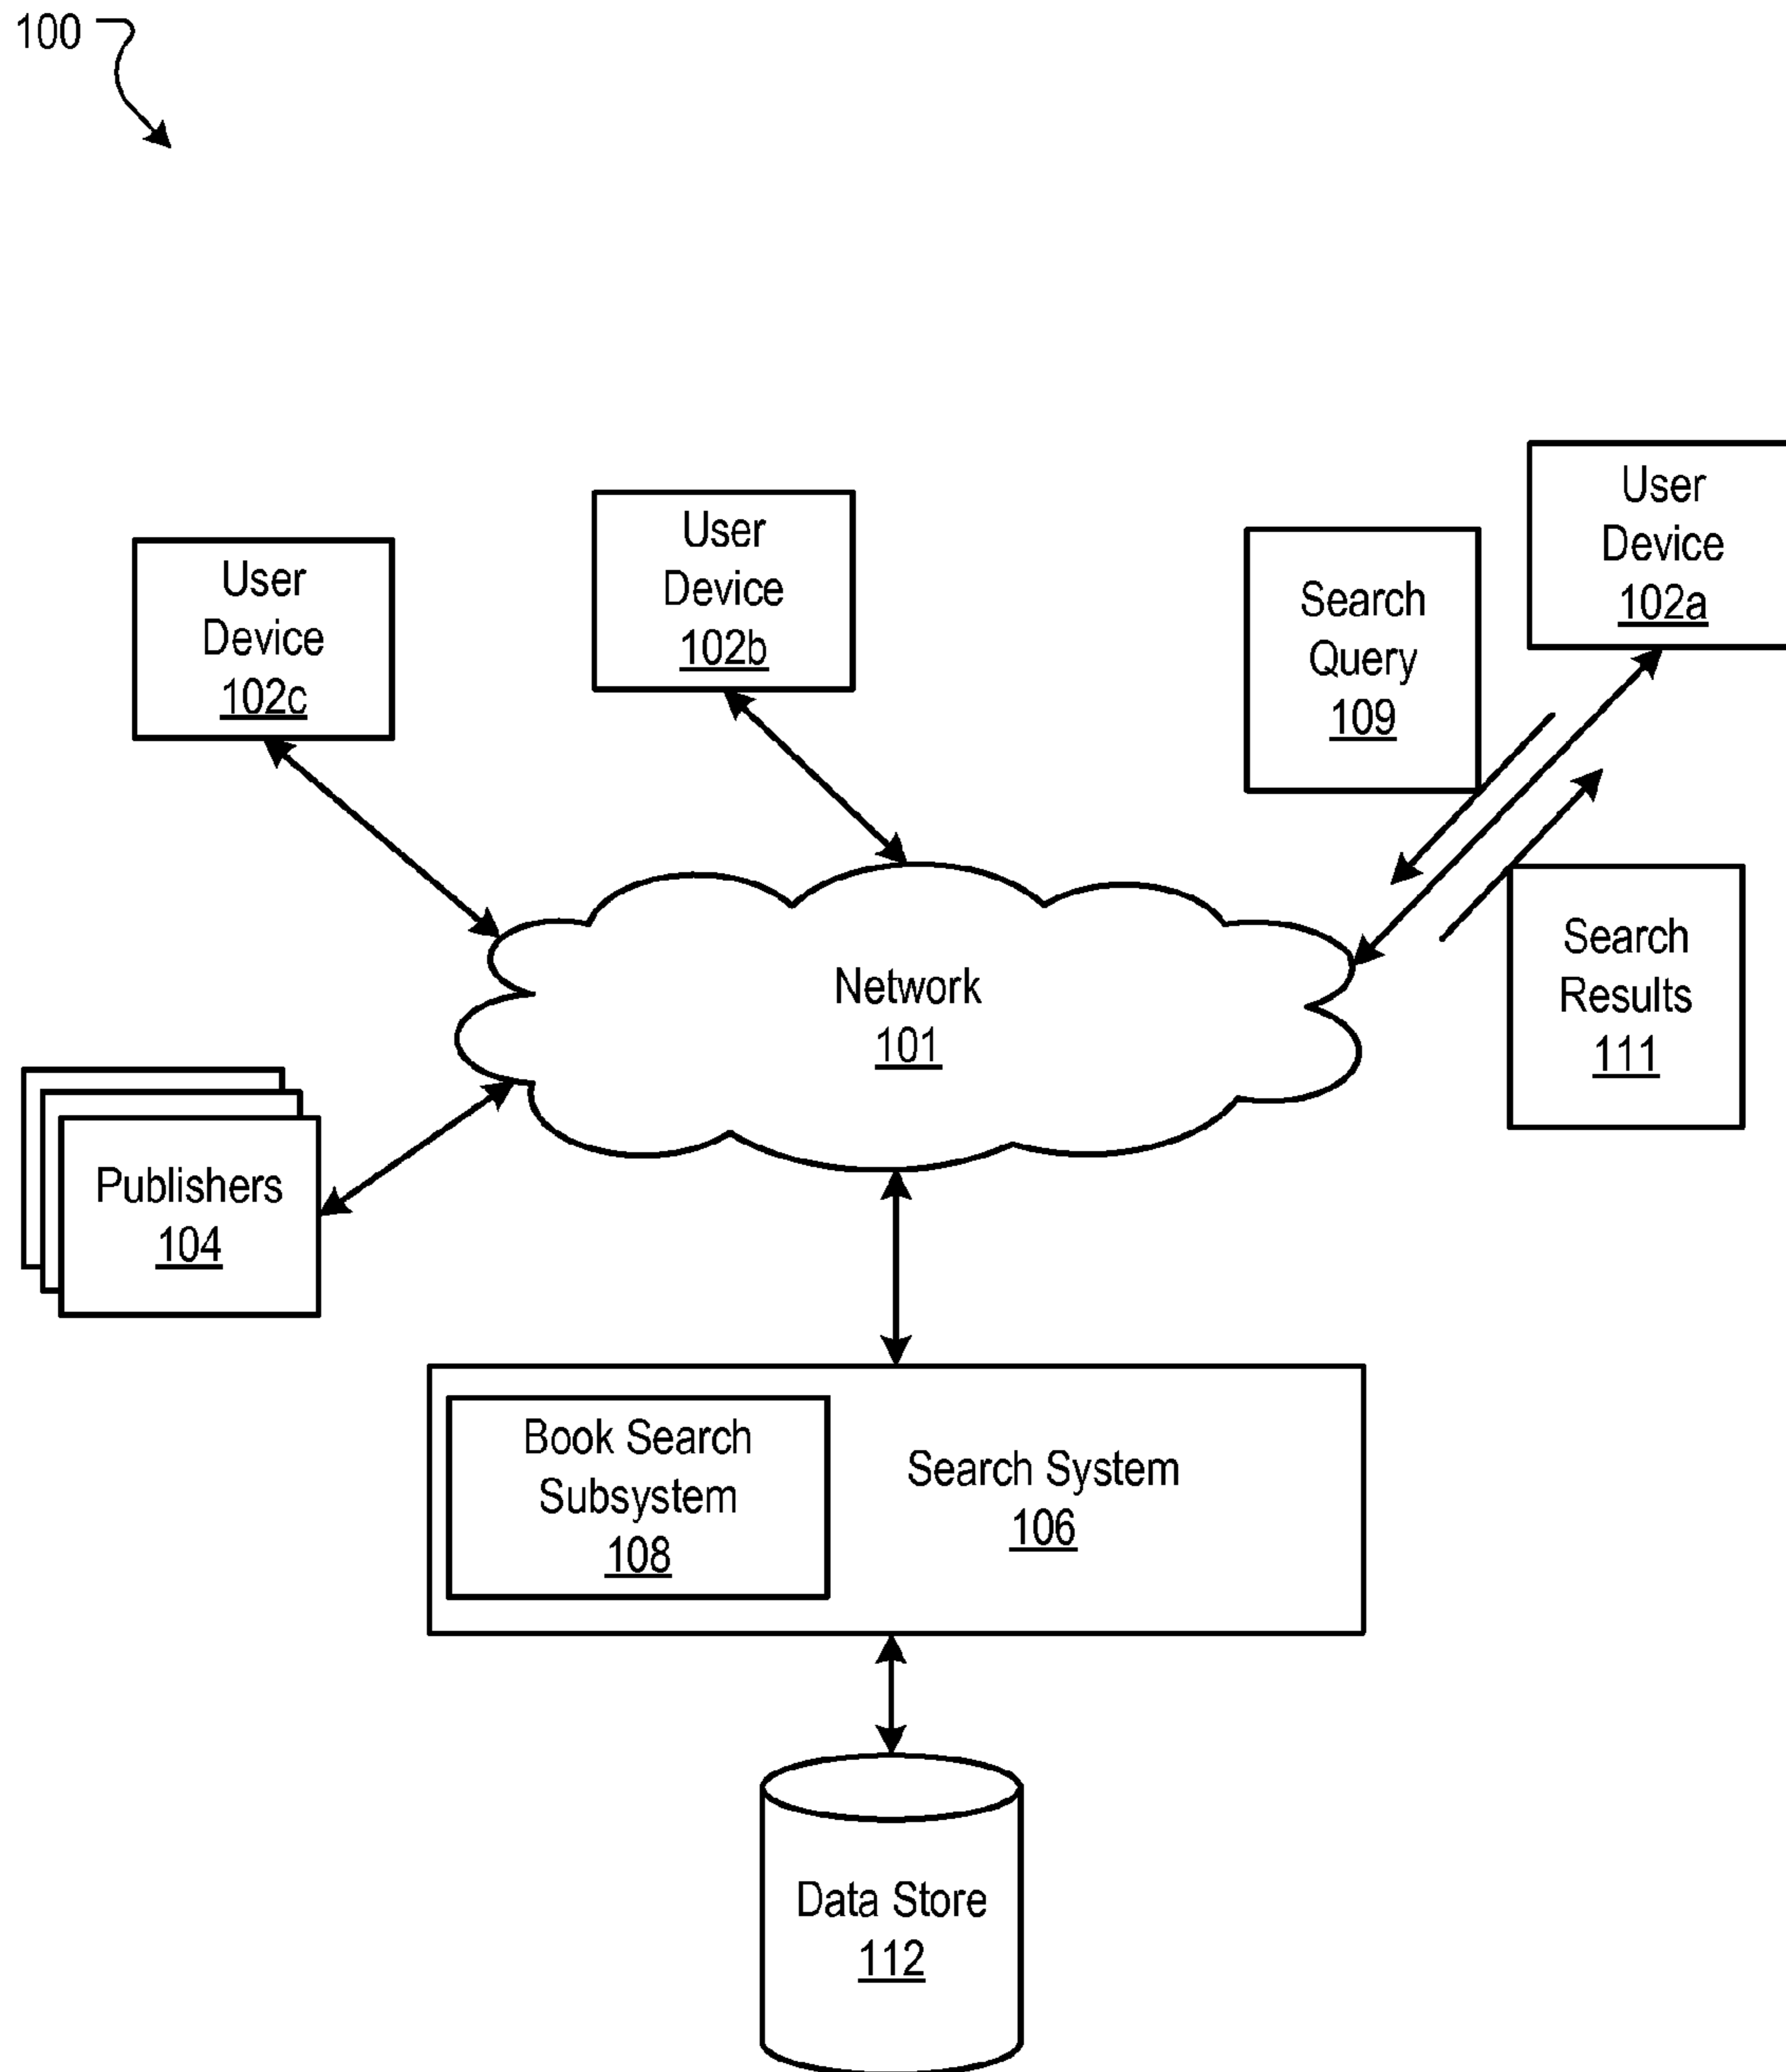 100
User
Device
102a
User
Device
102b
Search
Query
109
User
Device
102c
Search
Results
111
Network
101
Publishers
104
Book Search
Subsystem
108
Search System
106
Data Store
112